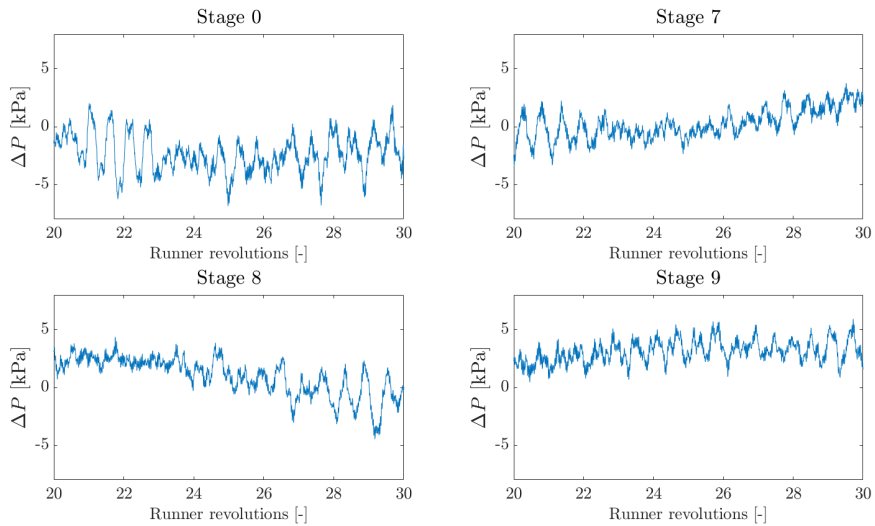 Stage 0
Stage 7
5
0
-5
ΔP [kPa]
20 22 24 26 28 30
Runner revolutions [-]
5
0
-5
ΔP [kPa]
20 22 24 26 28 30
Runner revolutions [-]
Stage 8
Stage 9
5
0
-5
ΔP [kPa]
20 22 24 26 28 30
Runner revolutions [-]
5
0
-5
ΔP [kPa]
20 22 24 26 28 30
Runner revolutions [-]